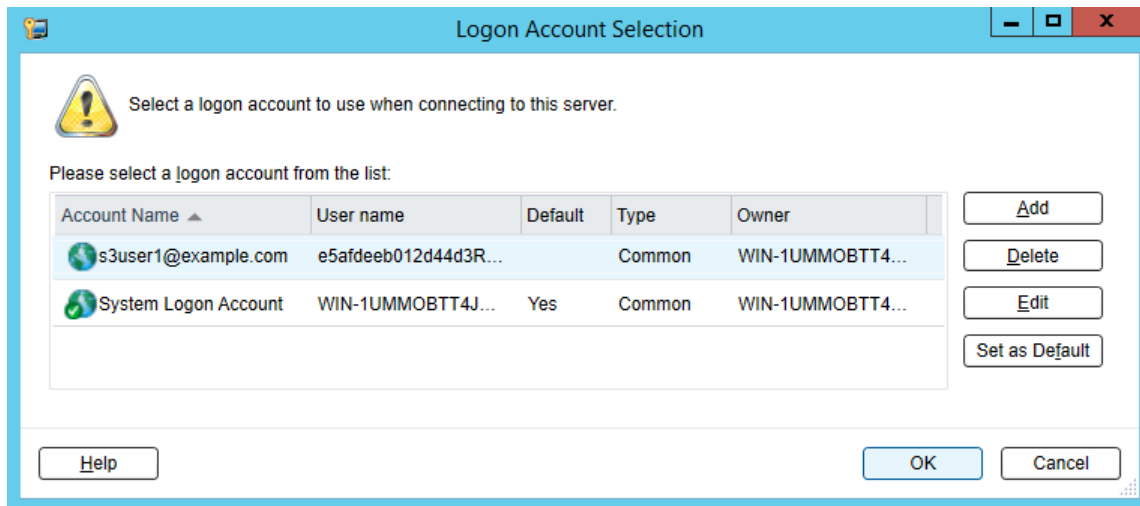 Logon Account Selection
Select a logon account to use when connecting to this server.
Please select a logon account from the list:
Account Name User name Default Type Owner
s3user1@example.com e5afdeeb012d44d3R... Common WIN-1UMMOBTT4...
System Logon Account WIN-1UMMOBTT4J... Yes Common WIN-1UMMOBTT4...
Add
Delete
Edit
Set as Default
Help OK Cancel